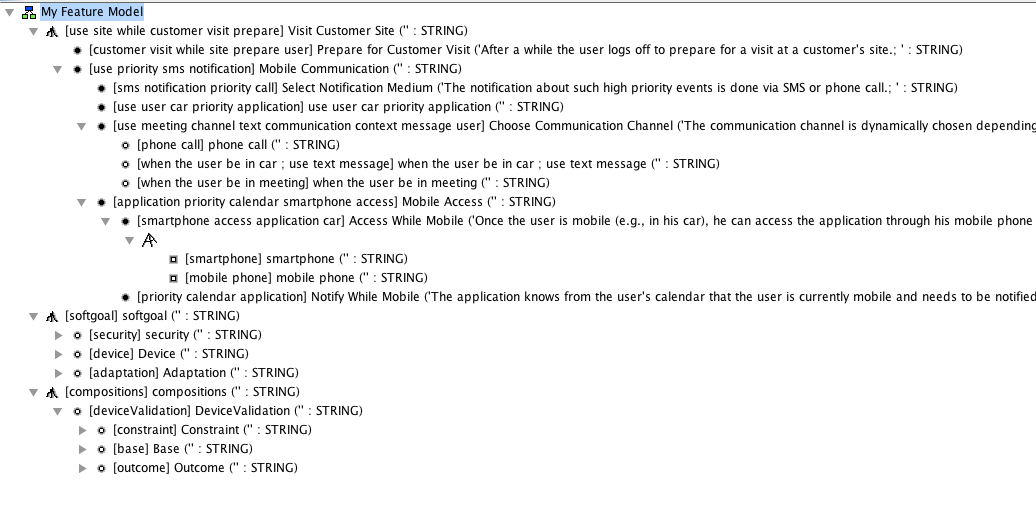 My Feature Model
[use site while customer visit prepare] Visit Customer Site ('' : STRING)
[customer visit while site prepare user] Prepare for Customer Visit ('After a while the user logs off to prepare for a visit at a customer's site.; ' : STRING)
[use priority sms notification] Mobile Communication ('' : STRING)
[sms notification priority call] Select Notification Medium ('The notification about such high priority events is done via SMS or phone call.; ' : STRING)
[use user car priority application] use user car priority application ('' : STRING)
[use meeting channel text communication context message user] Choose Communication Channel ('The communication channel is dynamically chosen depending
[phone call] phone call ('' : STRING)
[when the user be in car ; use text message] when the user be in car ; use text message ('' : STRING)
[when the user be in meeting] when the user be in meeting ('' : STRING)
[application priority calendar smartphone access] Mobile Access ('' : STRING)
[smartphone access application car] Access While Mobile ('Once the user is mobile (e.g., in his car), he can access the application through his mobile phone
[smartphone] smartphone ('' : STRING)
[mobile phone] mobile phone ('' : STRING)
[priority calendar application] Notify While Mobile ('The application knows from the user's calendar that the user is currently mobile and needs to be notified
[softgoal] softgoal ('' : STRING)
[security] security ('' : STRING)
[device] Device ('' : STRING)
[adaptation] Adaptation ('' : STRING)
[compositions] compositions ('' : STRING)
[deviceValidation] DeviceValidation ('' : STRING)
[constraint] Constraint ('' : STRING)
[base] Base ('' : STRING)
[outcome] Outcome ('' : STRING)